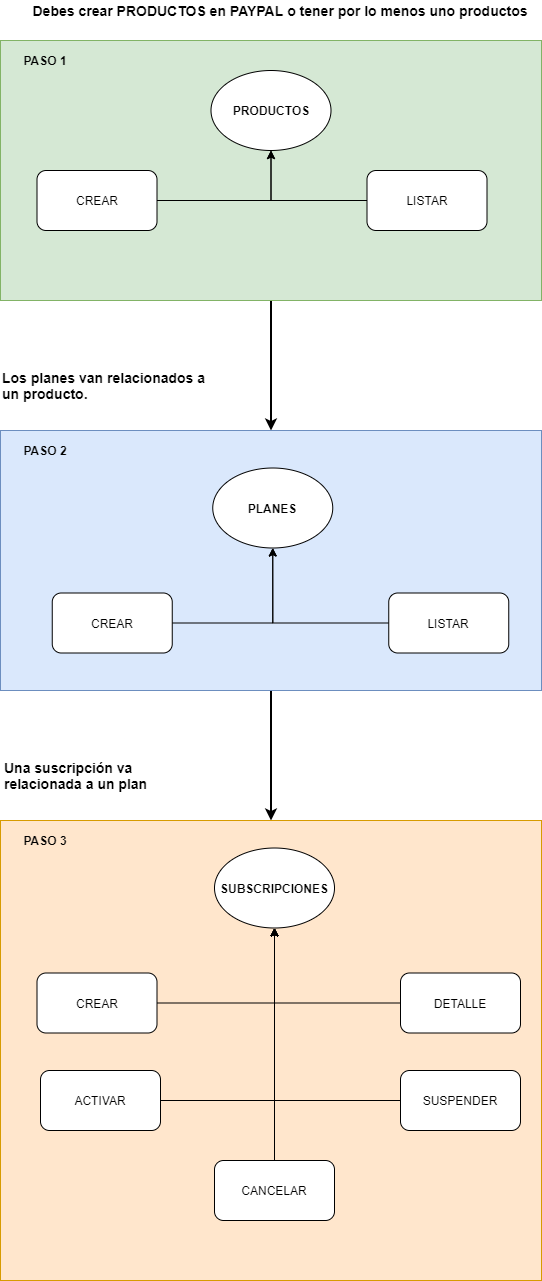 Debes crear PRODUCTOS en PAYPAL o tener por lo menos uno productos
PASO 1
PRODUCTOS
CREAR
LISTAR
Los planes van relacionados a
un producto.
PASO 2
PLANES
CREAR
LISTAR
Una suscripción va
relacionada a un plan
PASO 3
SUBSCRIPCIONES
CREAR
DETALLE
ACTIVAR
SUSPENDER
CANCELAR